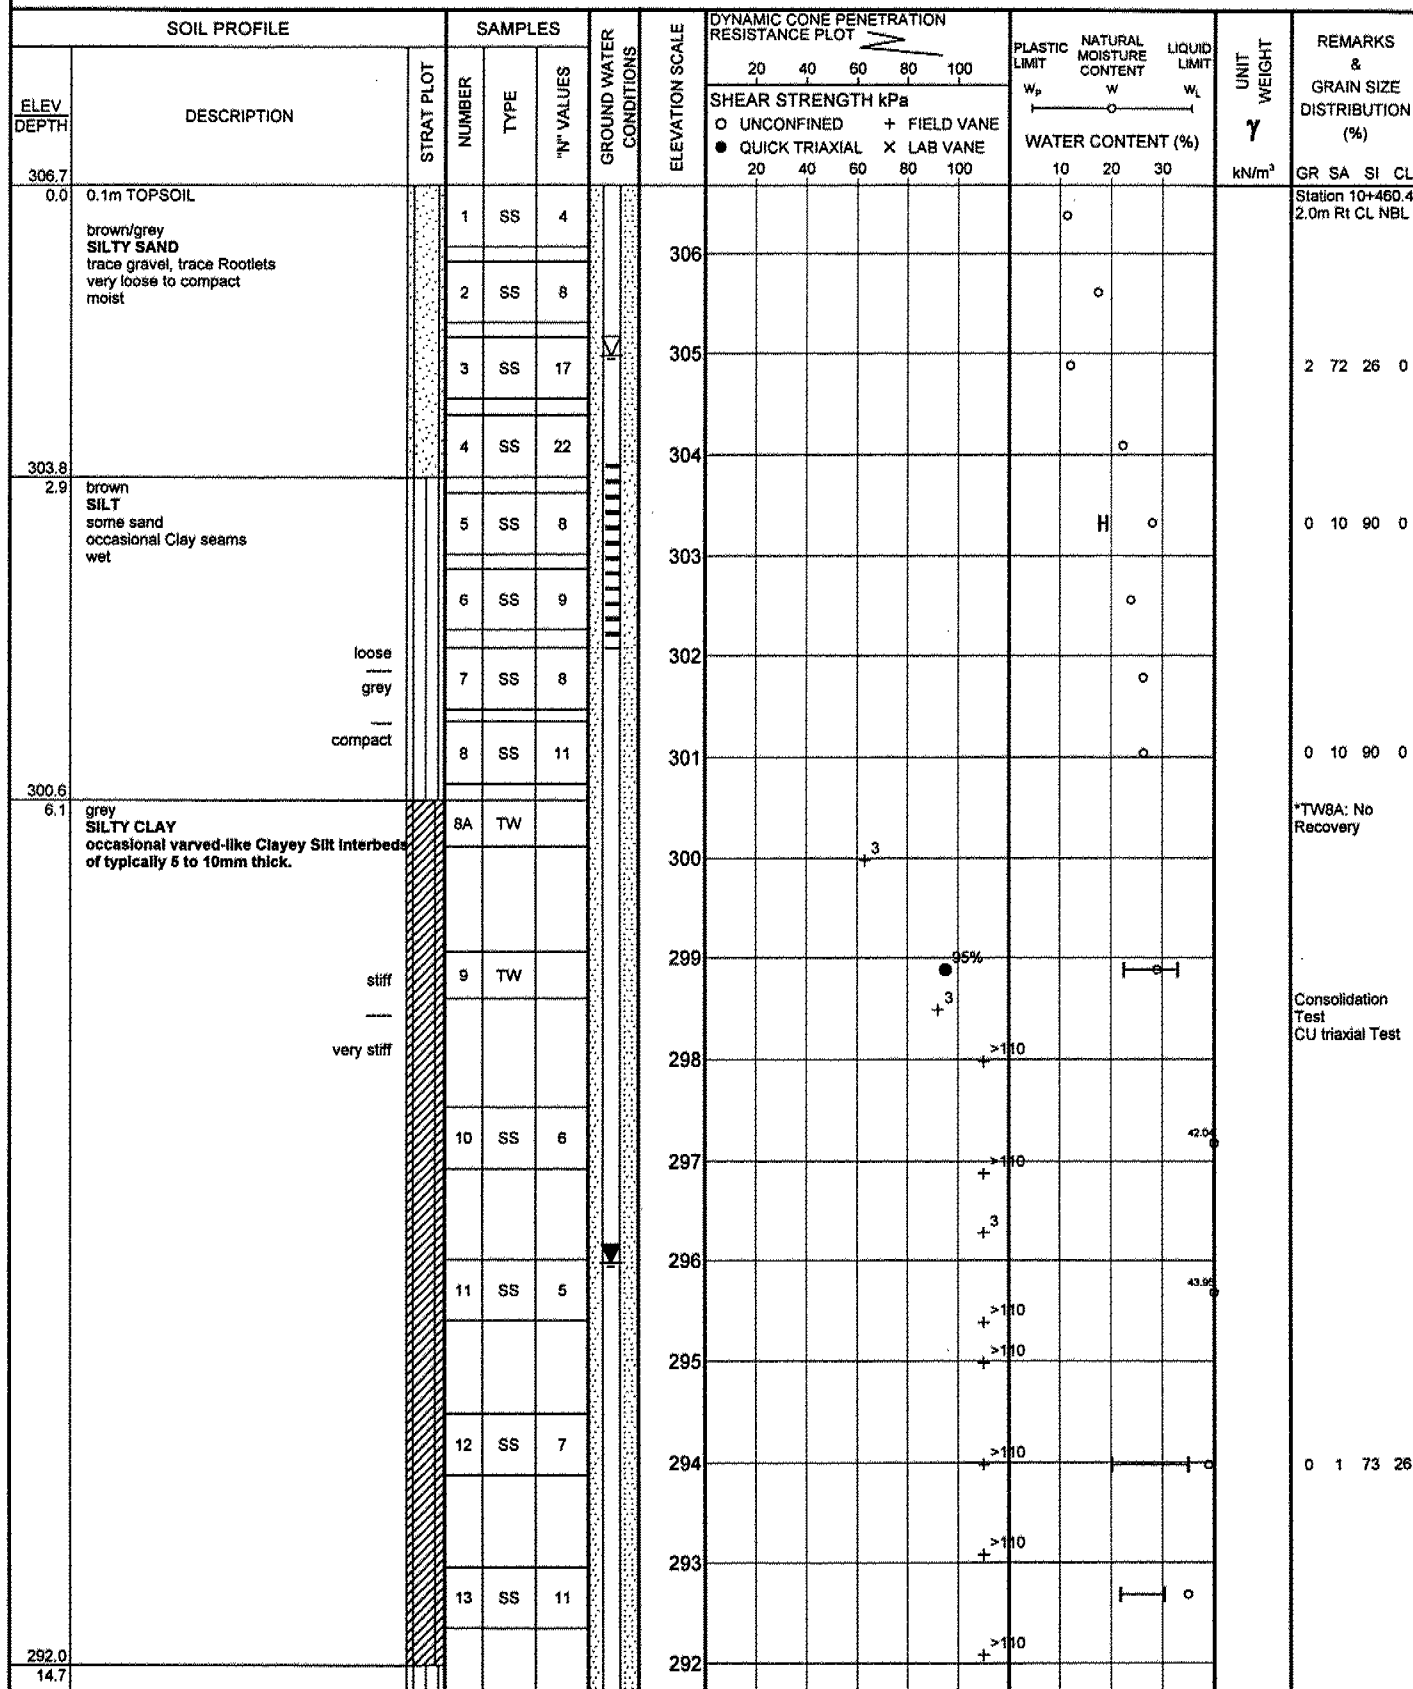 SOIL PROFILE
SAMPLES
GROUND WATER
CONDITIONS
ELEVATION SCALE
DYNAMIC CONE PENETRATION
RESISTANCE PLOT
20 40 60 80 100
SHEAR STRENGTH kPa
O UNCONFINED + FIELD VANE
● QUICK TRIAXIAL × LAB VANE
20 40 60 80 100
PLASTIC
LIMIT
NATURAL
MOISTURE
CONTENT
LIQUID
LIMIT
WP W WL
WATER CONTENT (%)
10 20 30
UNIT
WEIGHT
γ
kN/m³
REMARKS
&
GRAIN SIZE
DISTRIBUTION
(%)
GR SA SI CL
ELEV
DEPTH
DESCRIPTION
STRAT PLOT
NUMBER
TYPE
"N" VALUES
306.7
0.0 0.1m TOPSOIL
brown/grey
SILTY SAND
trace gravel, trace Rootlets
very loose to compact
moist
1 SS 4
Station 10+460.4
2.0m Rt CL NBL
306
2 SS 8
305
3 SS 17
2 72 26 0
4 SS 22
304
303.8
2.9 brown
SILT
some sand
occasional Clay seams
wet
5 SS 8
0 10 90 0
303
6 SS 9
302
loose
grey
7 SS 8
compact
8 SS 11
301
0 10 90 0
300.6
6.1 grey
SILTY CLAY
occasional varved-like Clayey Silt Interbeds
of typically 5 to 10mm thick.
8A TW
*TW8A: No
Recovery
300
3
299
95%
stiff
9 TW
3
Consolidation
Test
CU triaxial Test
very stiff
298
>110
10 SS 6
42.04
297
>110
3
296
11 SS 5
43.95
>110
295
>110
12 SS 7
294
>110
0 1 73 26
293
>110
13 SS 11
292.0
14.7
>110
292